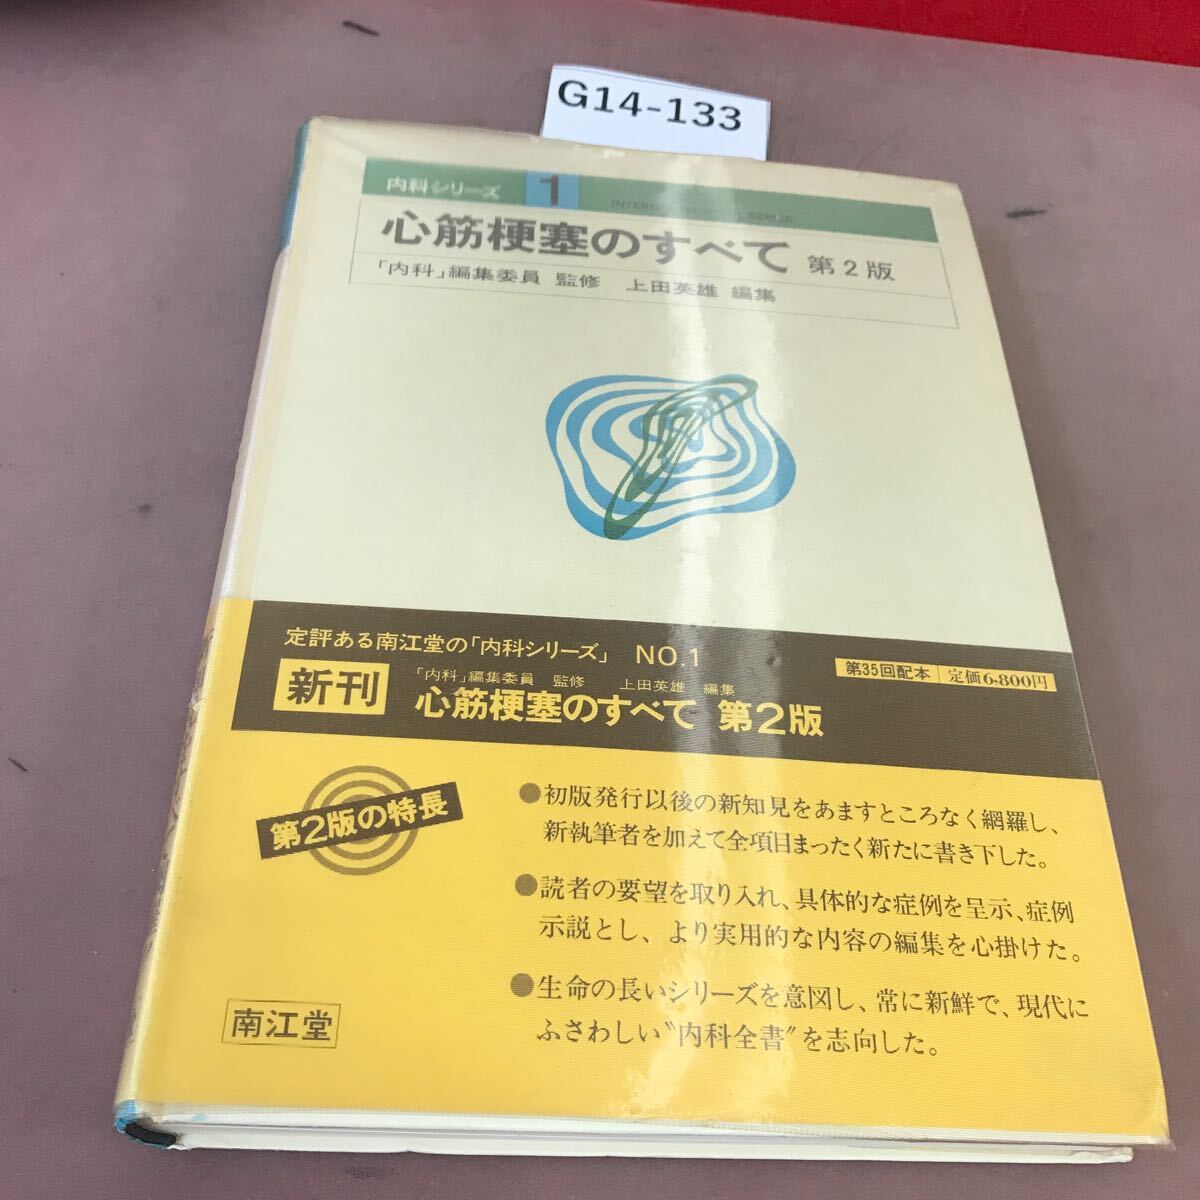 G14-133
内科シリーズ 1 INTERNAL MEDICINE SERIES
心筋梗塞のすべて 第2版
「内科」編集委員 監修 上田英雄 編集
定評ある南江堂の「内科シリーズ」 NO.1
第35回配本 定価6,800円
新刊
「内科」編集委員 監修 上田英雄 編集
心筋梗塞のすべて 第2版
第2版の特長
●初版発行以後の新知見をあますところなく網羅し、
新執筆者を加えて全項目まったく新たに書き下した。
●読者の要望を取り入れ、具体的な症例を呈示、症例
示説とし、より実用的な内容の編集を心掛けた。
●生命の長いシリーズを意図し、常に新鮮で、現代に
ふさわしい〝内科全書〟を志向した。
南江堂